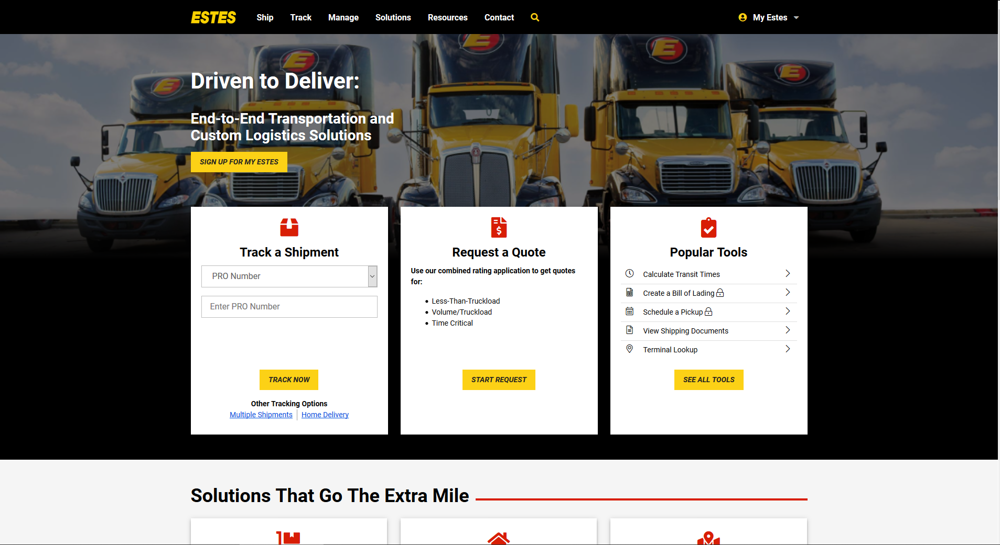 ESTES
Ship
Track
Manage
Solutions
Resources
Contact
My Estes
Driven to Deliver:
End-to-End Transportation and
Custom Logistics Solutions
SIGN UP FOR MY ESTES
Track a Shipment
PRO Number
Enter PRO Number
TRACK NOW
Other Tracking Options
Multiple Shipments
Home Delivery
Request a Quote
Use our combined rating application to get quotes
for:
Less-Than-Truckload
Volume/Truckload
Time Critical
START REQUEST
Popular Tools
Calculate Transit Times
Create a Bill of Lading
Schedule a Pickup
View Shipping Documents
Terminal Lookup
SEE ALL TOOLS
Solutions That Go The Extra Mile